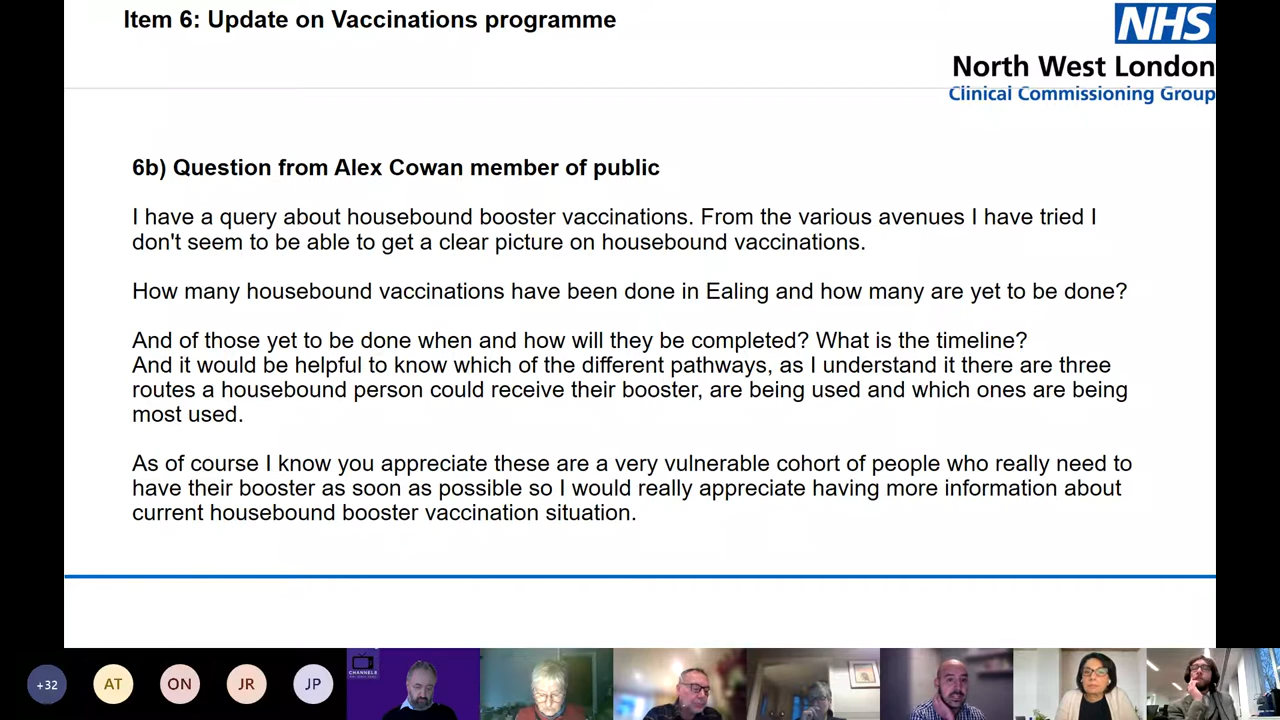 Item 6: Update on Vaccinations programme
NHS
North West London
Clinical Commissioning Group
6b) Question from Alex Cowan member of public
I have a query about housebound booster vaccinations. From the various avenues I have tried I
don't seem to be able to get a clear picture on housebound vaccinations.
How many housebound vaccinations have been done in Ealing and how many are yet to be done?
And of those yet to be done when and how will they be completed? What is the timeline?
And it would be helpful to know which of the different pathways, as I understand it there are three
routes a housebound person could receive their booster, are being used and which ones are being
most used.
As of course I know you appreciate these are a very vulnerable cohort of people who really need to
have their booster as soon as possible so I would really appreciate having more information about
current housebound booster vaccination situation.
+32
AT
ON
JR
JP